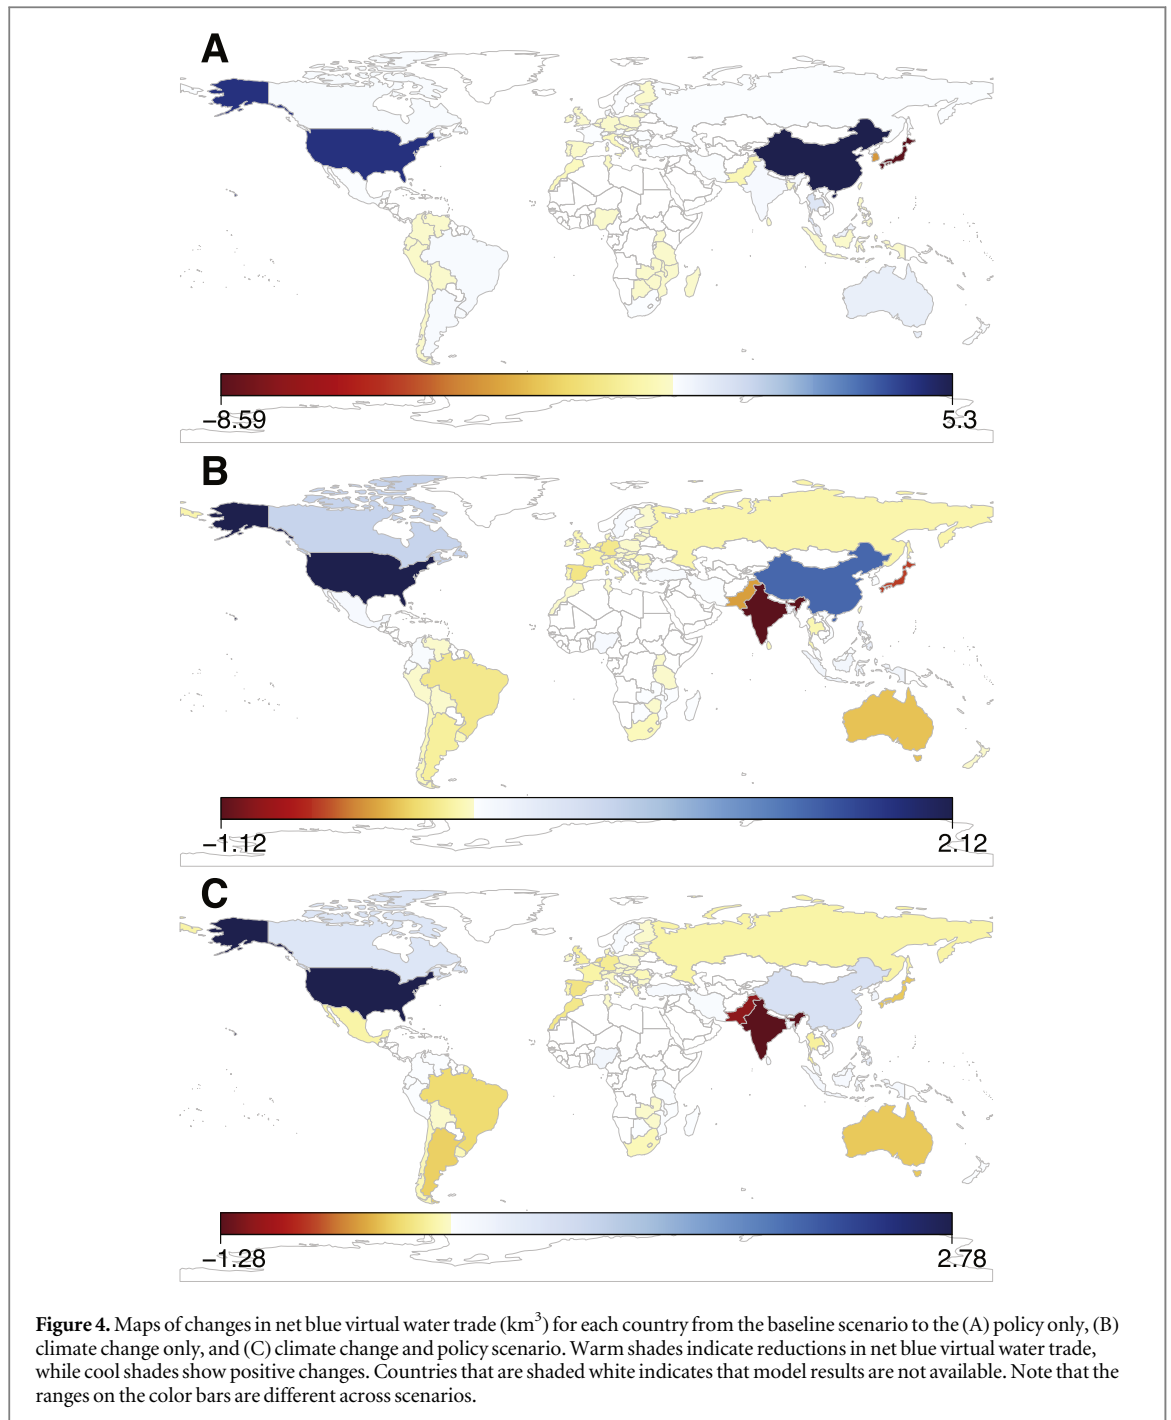 A
−8.59
5.3
B
−1.12
2.12
C
−1.28
2.78
Figure 4. Maps of changes in net blue virtual water trade (km³) for each country from the baseline scenario to the (A) policy only, (B)
climate change only, and (C) climate change and policy scenario. Warm shades indicate reductions in net blue virtual water trade,
while cool shades show positive changes. Countries that are shaded white indicates that model results are not available. Note that the
ranges on the color bars are different across scenarios.